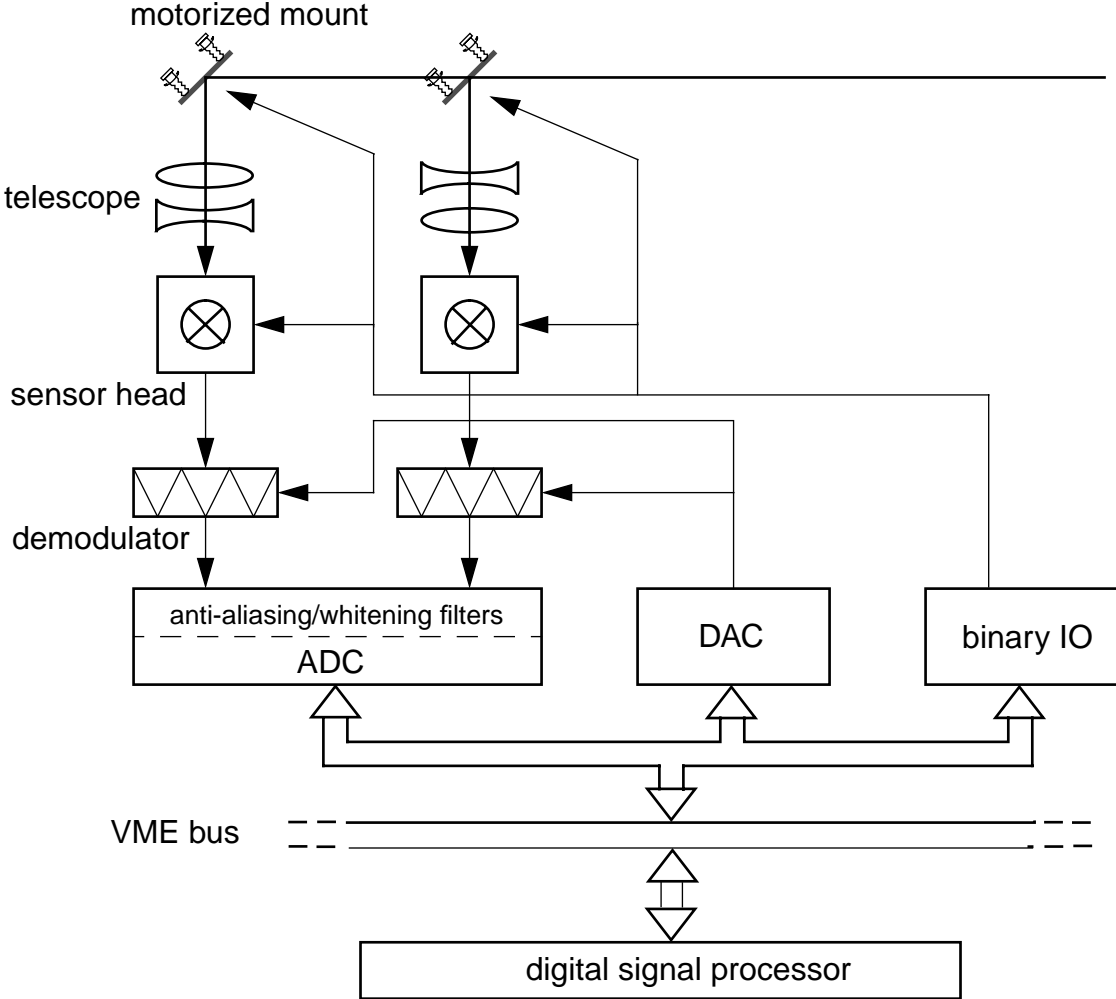 motorized mount
telescope
sensor head
demodulator
anti-aliasing/whitening filters
ADC
DAC
binary IO
VME bus
digital signal processor